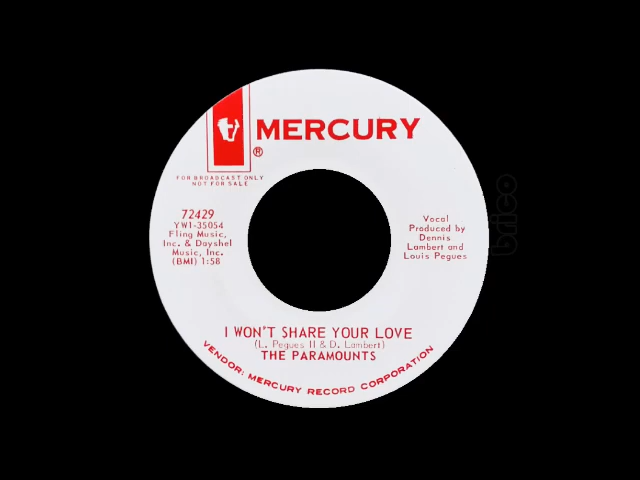 MERCURY
®
FOR BROADCAST ONLY
NOT FOR SALE
72429
YW1-35054
Fling Music,
Inc. & Dayshel
Music, Inc.
(BMI) 1:58
Vocal
Produced by
Dennis
Lambert and
Louis Pegues
I WON'T SHARE YOUR LOVE
(L. Pegues II & D. Lambert)
THE PARAMOUNTS
VENDOR: MERCURY RECORD CORPORATION
brico